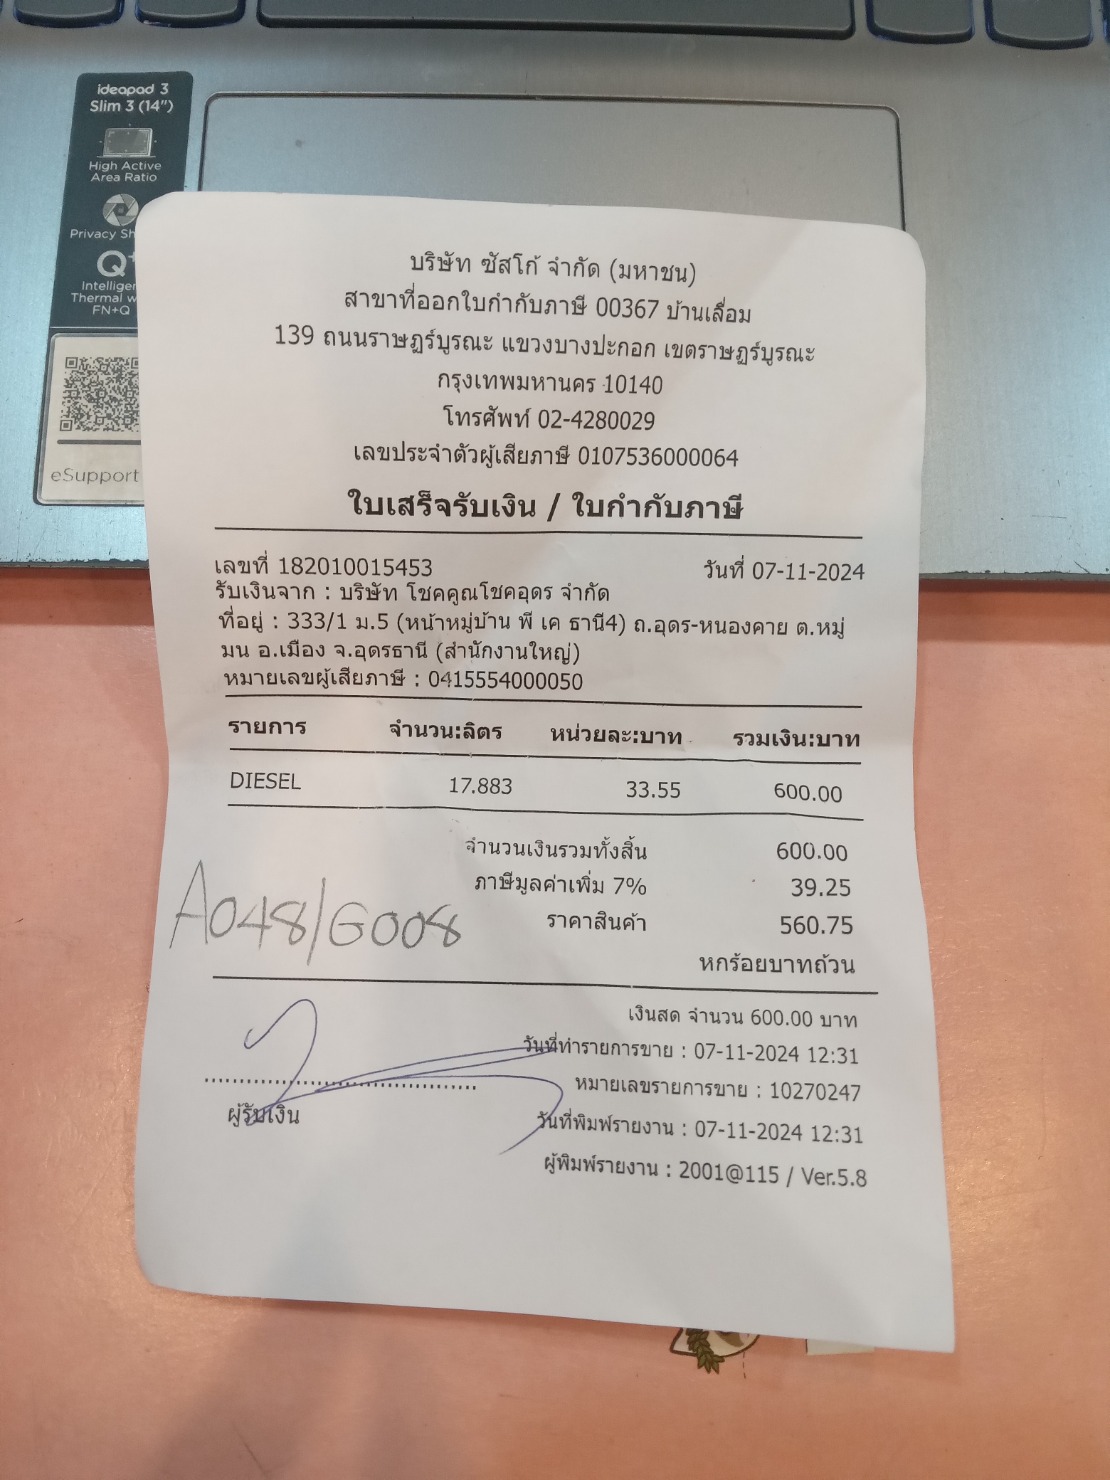 ideapad 3
Slim 3 (14")
High Active
Area Ratio
Privacy
Intelligen
Thermal
FN+Q
eSupport
บริษัท ซัสโก้ จำกัด (มหาชน)
สาขาที่ออกใบกำกับภาษี 00367 บ้านเลื่อม
139 ถนนราษฎร์บูรณะ แขวงบางปะกอก เขตราษฎร์บูรณะ
กรุงเทพมหานคร 10140
โทรศัพท์ 02-4280029
เลขประจำตัวผู้เสียภาษี 0107536000064
ใบเสร็จรับเงิน / ใบกำกับภาษี
เลขที่ 182010015453 วันที่ 07-11-2024
รับเงินจาก : บริษัท โชคคูณโชคอุดร จำกัด
ที่อยู่ : 333/1 ม.5 (หน้าหมู่บ้าน พี เค ธานี4) ถ.อุดร-หนองคาย ต.หมู่
มน อ.เมือง จ.อุดรธานี (สำนักงานใหญ่)
หมายเลขผู้เสียภาษี : 0415554000050
รายการ จำนวน:ลิตร หน่วยละ:บาท รวมเงิน:บาท
DIESEL 17.883 33.55 600.00
จำนวนเงินรวมทั้งสิ้น 600.00
ภาษีมูลค่าเพิ่ม 7% 39.25
ราคาสินค้า 560.75
A048/G008
หกร้อยบาทถ้วน
เงินสด จำนวน 600.00 บาท
วันที่ทำรายการขาย : 07-11-2024 12:31
หมายเลขรายการขาย : 10270247
ผู้รับเงิน
วันที่พิมพ์รายงาน : 07-11-2024 12:31
ผู้พิมพ์รายงาน : 2001@115 / Ver.5.8